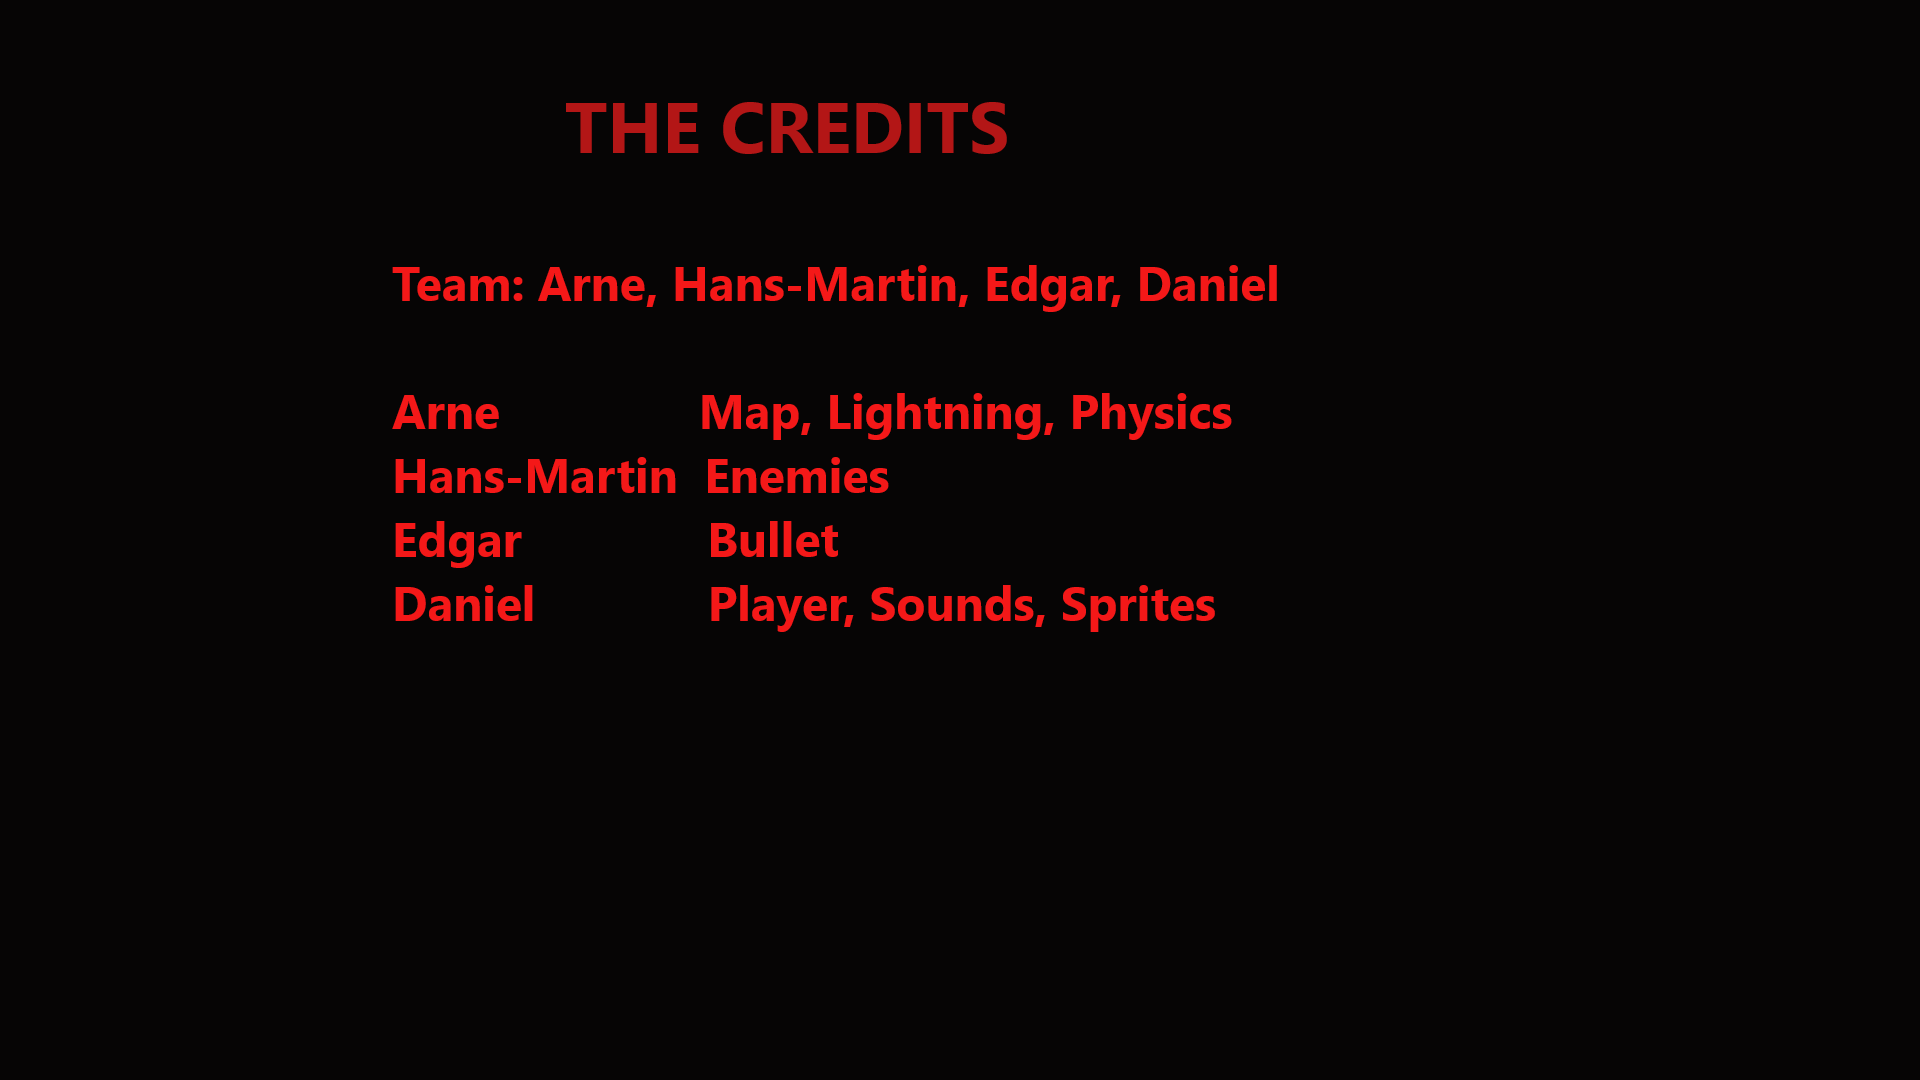 THE CREDITS
Team: Arne, Hans-Martin, Edgar, Daniel
Arne Map, Lightning, Physics
Hans-Martin Enemies
Edgar Bullet
Daniel Player, Sounds, Sprites